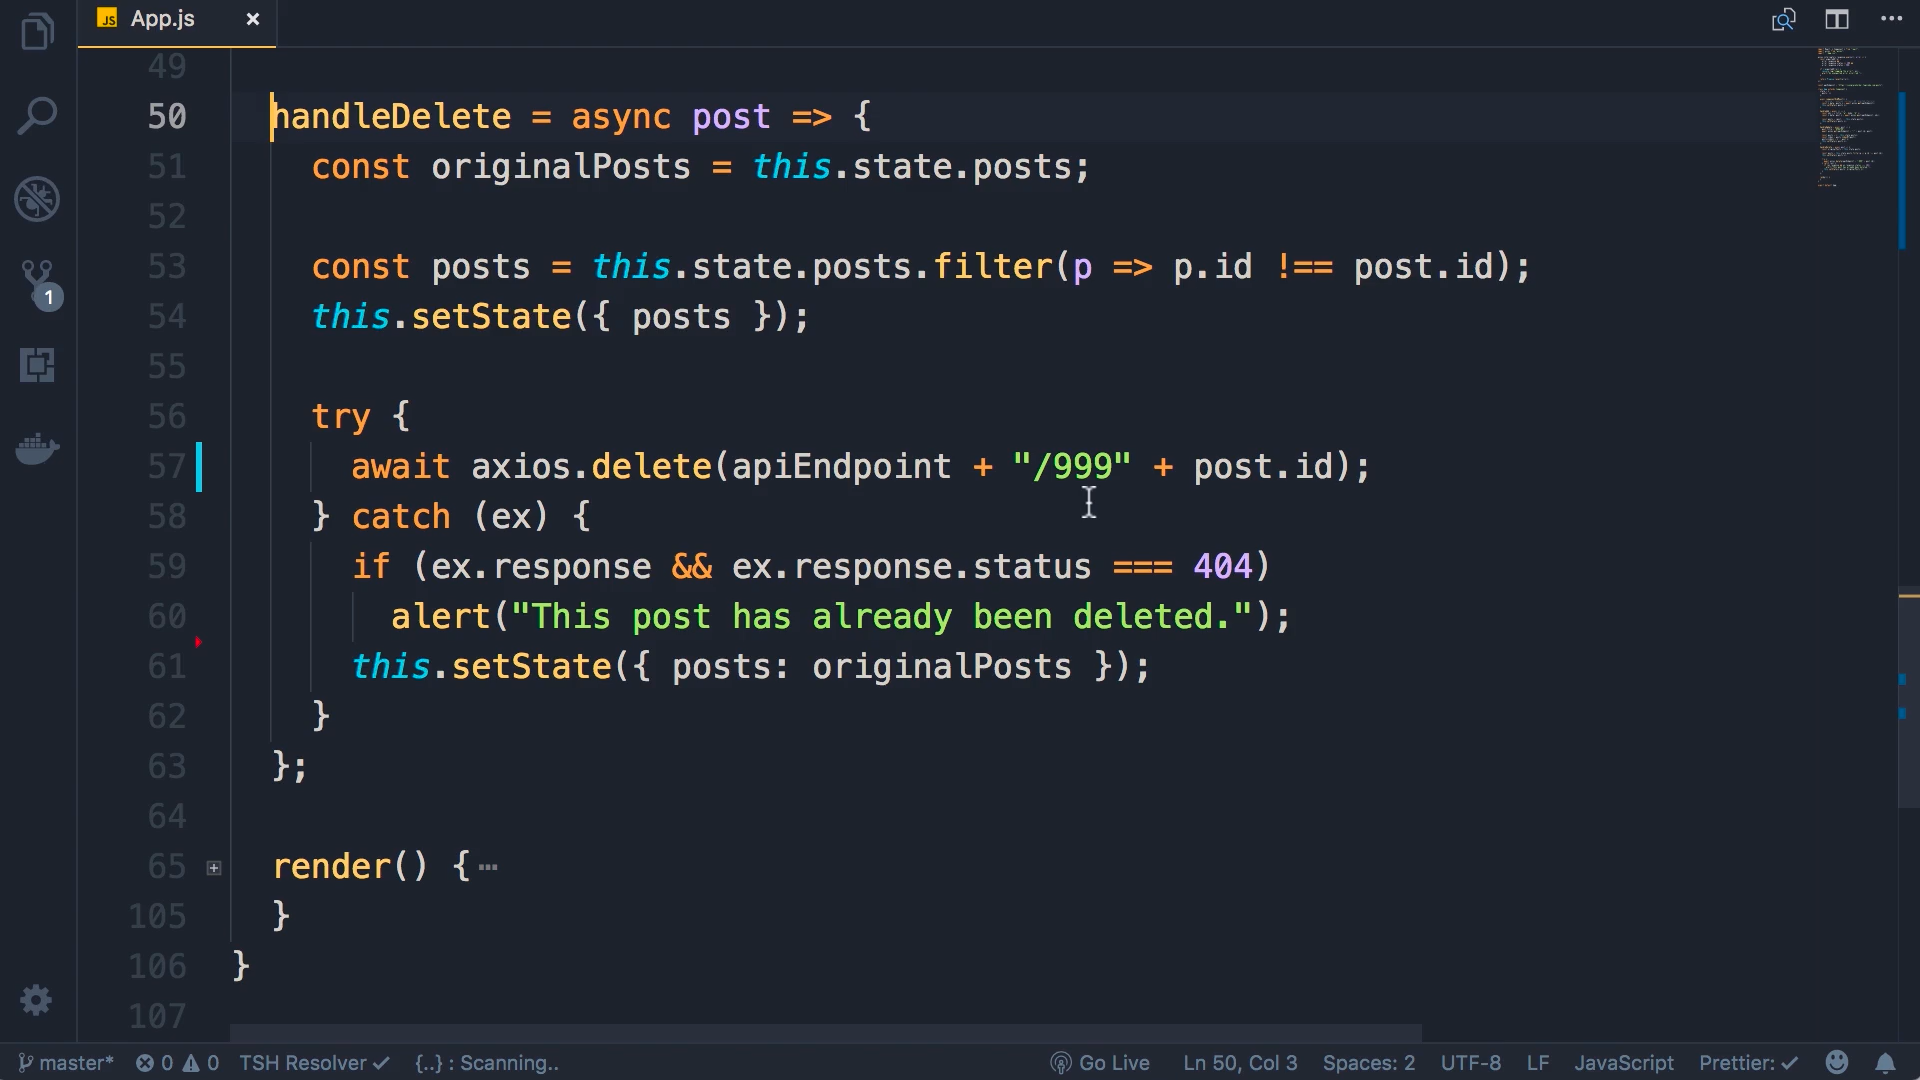 JS App.js ×
49
50 handleDelete = async post => {
51 const originalPosts = this.state.posts;
52
53 const posts = this.state.posts.filter(p => p.id !== post.id);
54 this.setState({ posts });
55
56 try {
57 await axios.delete(apiEndpoint + "/999" + post.id);
58 } catch (ex) {
59 if (ex.response && ex.response.status === 404)
60 alert("This post has already been deleted.");
61 this.setState({ posts: originalPosts });
62 }
63 };
64
65 render() {…
105 }
106 }
107
1
master* 0 0 TSH Resolver ✓ {..} : Scanning.. Go Live Ln 50, Col 3 Spaces: 2 UTF-8 LF JavaScript Prettier: ✓